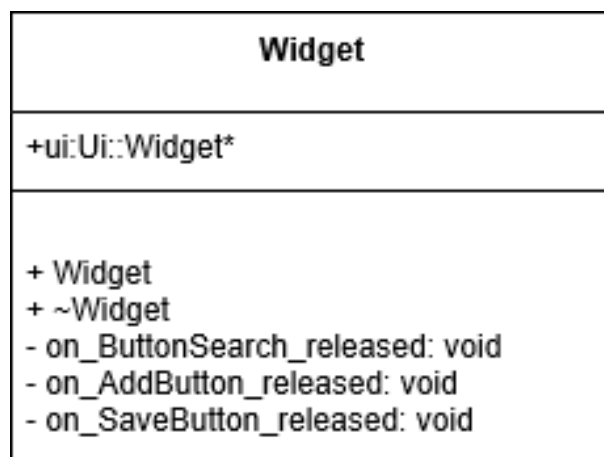 Widget
+ui:Ui::Widget*
+ Widget
+ ~Widget
- on_ButtonSearch_released: void
- on_AddButton_released: void
- on_SaveButton_released: void